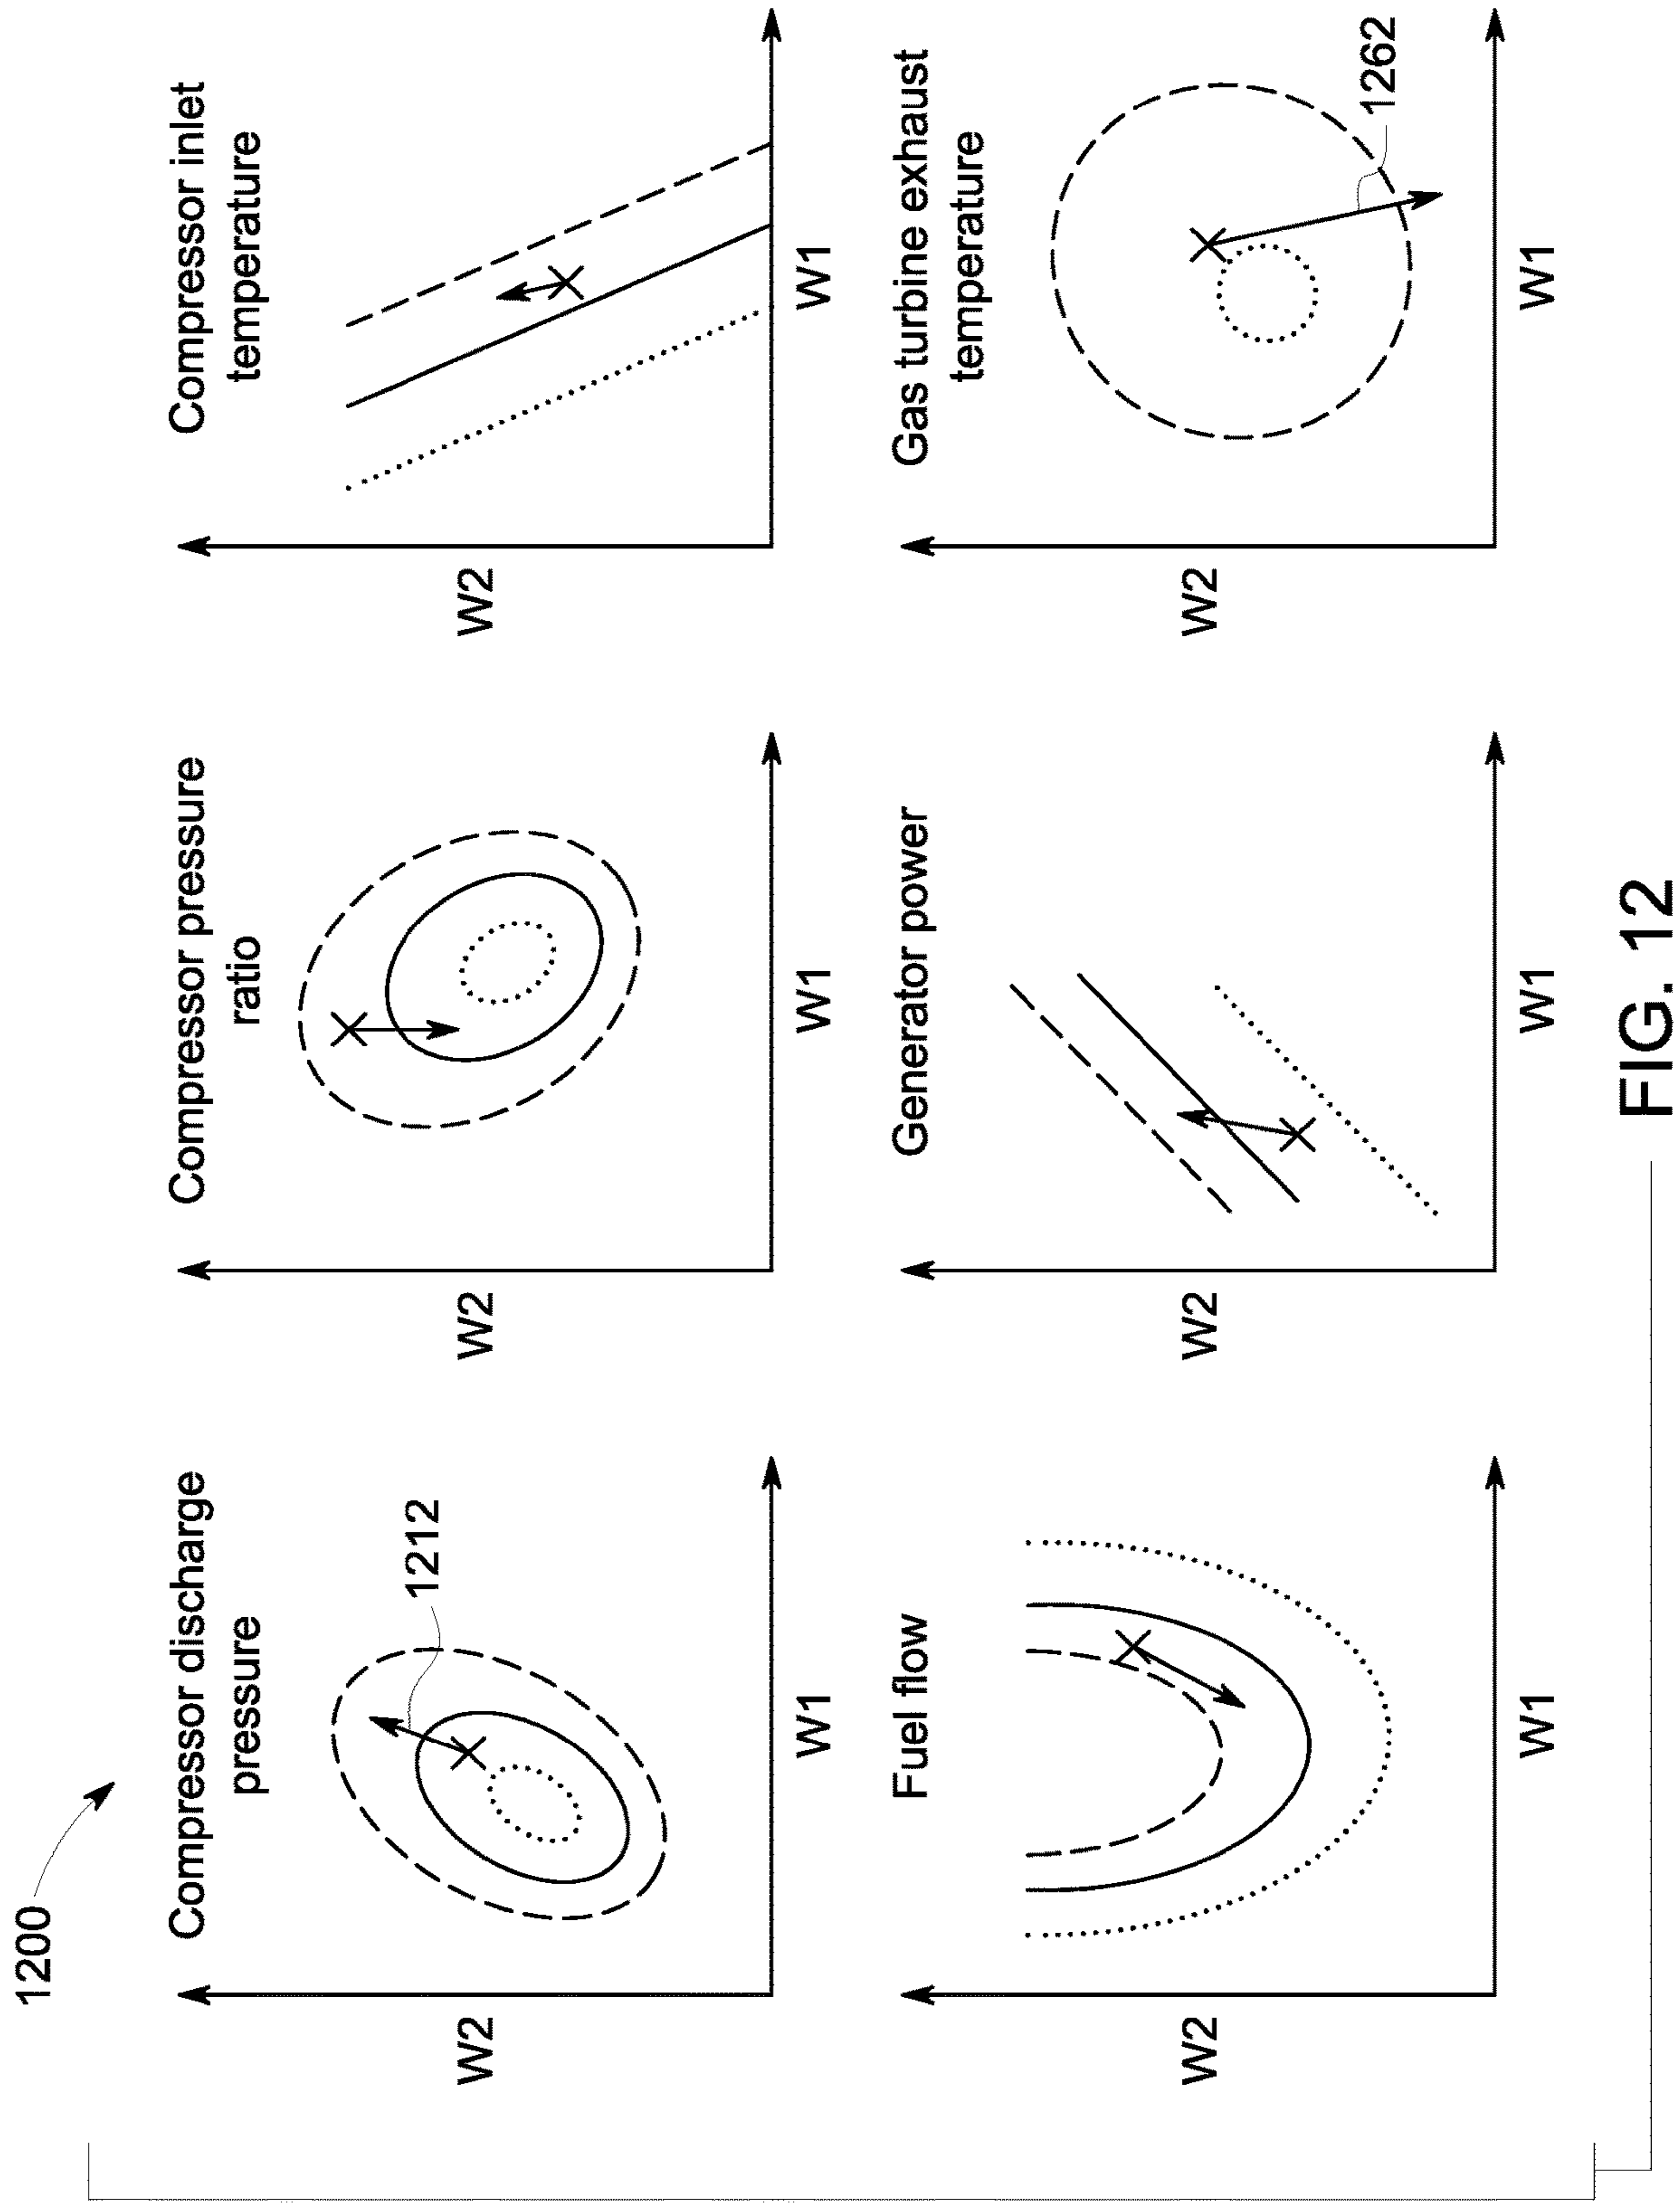 1200
Compressor discharge
pressure
1212
W2
W1
Compressor pressure
ratio
W2
W1
Compressor inlet
temperature
W2
W1
Fuel flow
W2
W1
Generator power
W2
W1
Gas turbine exhaust
temperature
1262
W2
W1
FIG. 12